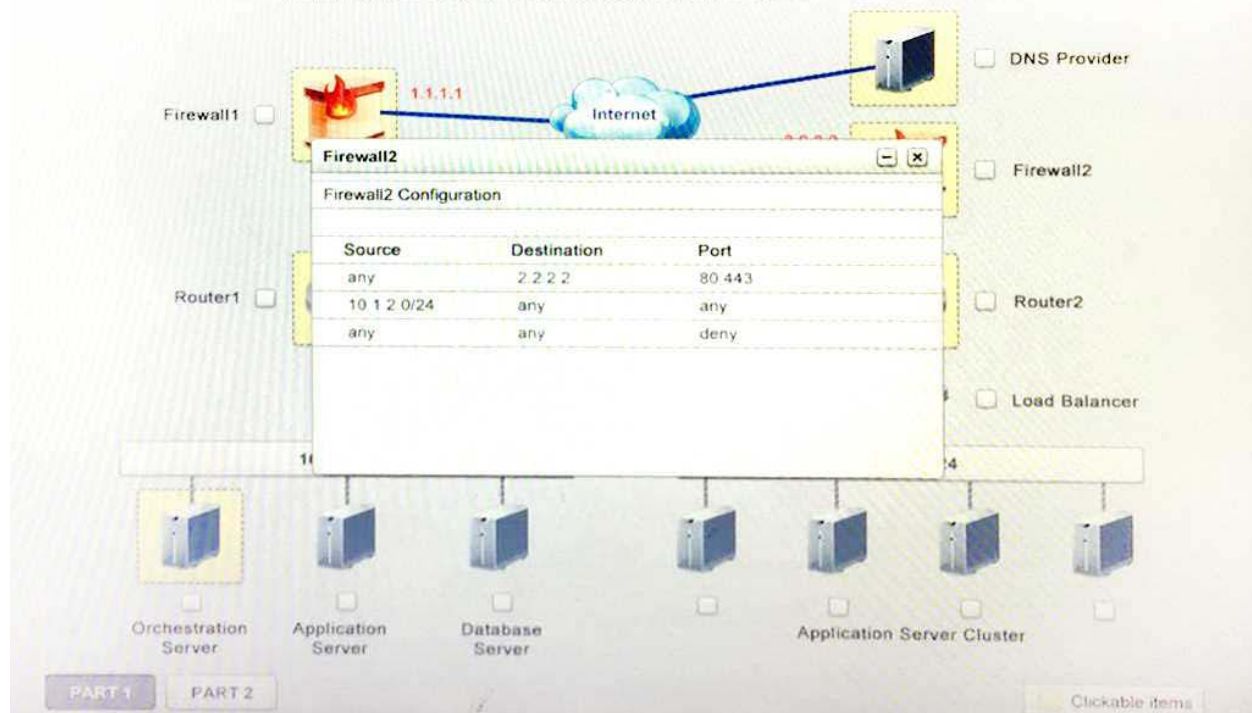 DNS Provider
1.1.1.1
Firewall1
Internet
Firewall2
Firewall2
Firewall2 Configuration
Source Destination Port
any 2 2 2 2 80 443
10 1 2 0/24 any any
any any deny
Router1
Router2
Load Balancer
Orchestration Server
Application Server
Database Server
Application Server Cluster
PART 1 PART 2
Clickable items